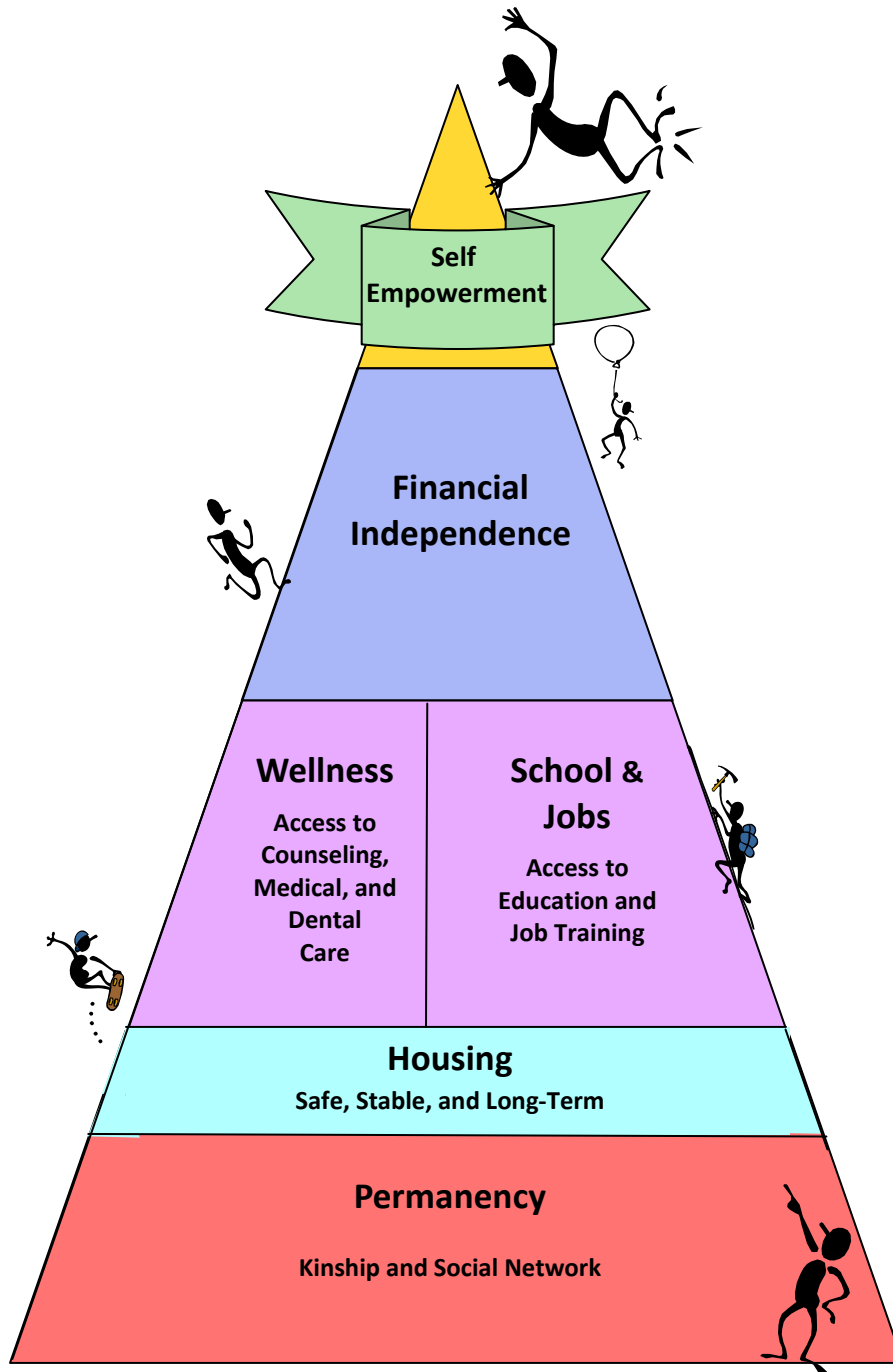 Self
Empowerment
Financial
Independence
Wellness
Access to
Counseling,
Medical, and
Dental
Care
School &
Jobs
Access to
Education and
Job Training
Housing
Safe, Stable, and Long-Term
Permanency
Kinship and Social Network